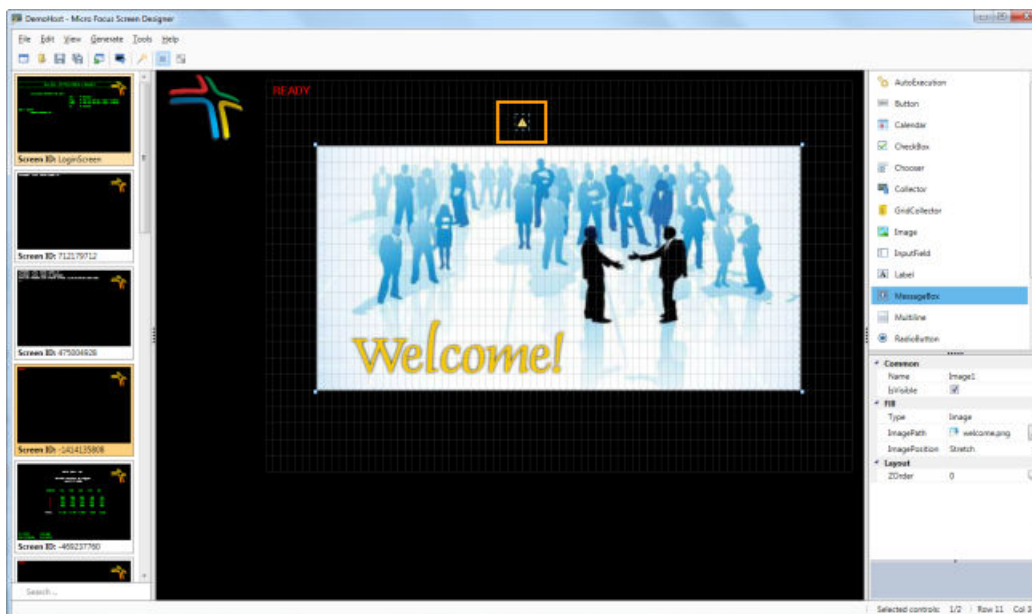 DemoHost - Micro Focus Screen Designer
File Edit View Generate Tools Help
Screen ID: LoginScreen
Screen ID: 712179712
Screen ID: 475004928
Screen ID: -1414135808
Screen ID: -469237760
Search ...
READY
Welcome!
AutoExecution
Button
Calendar
CheckBox
Chooser
Collector
GridCollector
Image
InputField
Label
MessageBox
Multiline
RadioButton
Common
Name Image1
IsVisible
Fill
Type Image
ImagePath welcome.png
ImagePosition Stretch
Layout
ZOrder 0
Selected controls: 1/2 Row 11 Col 3